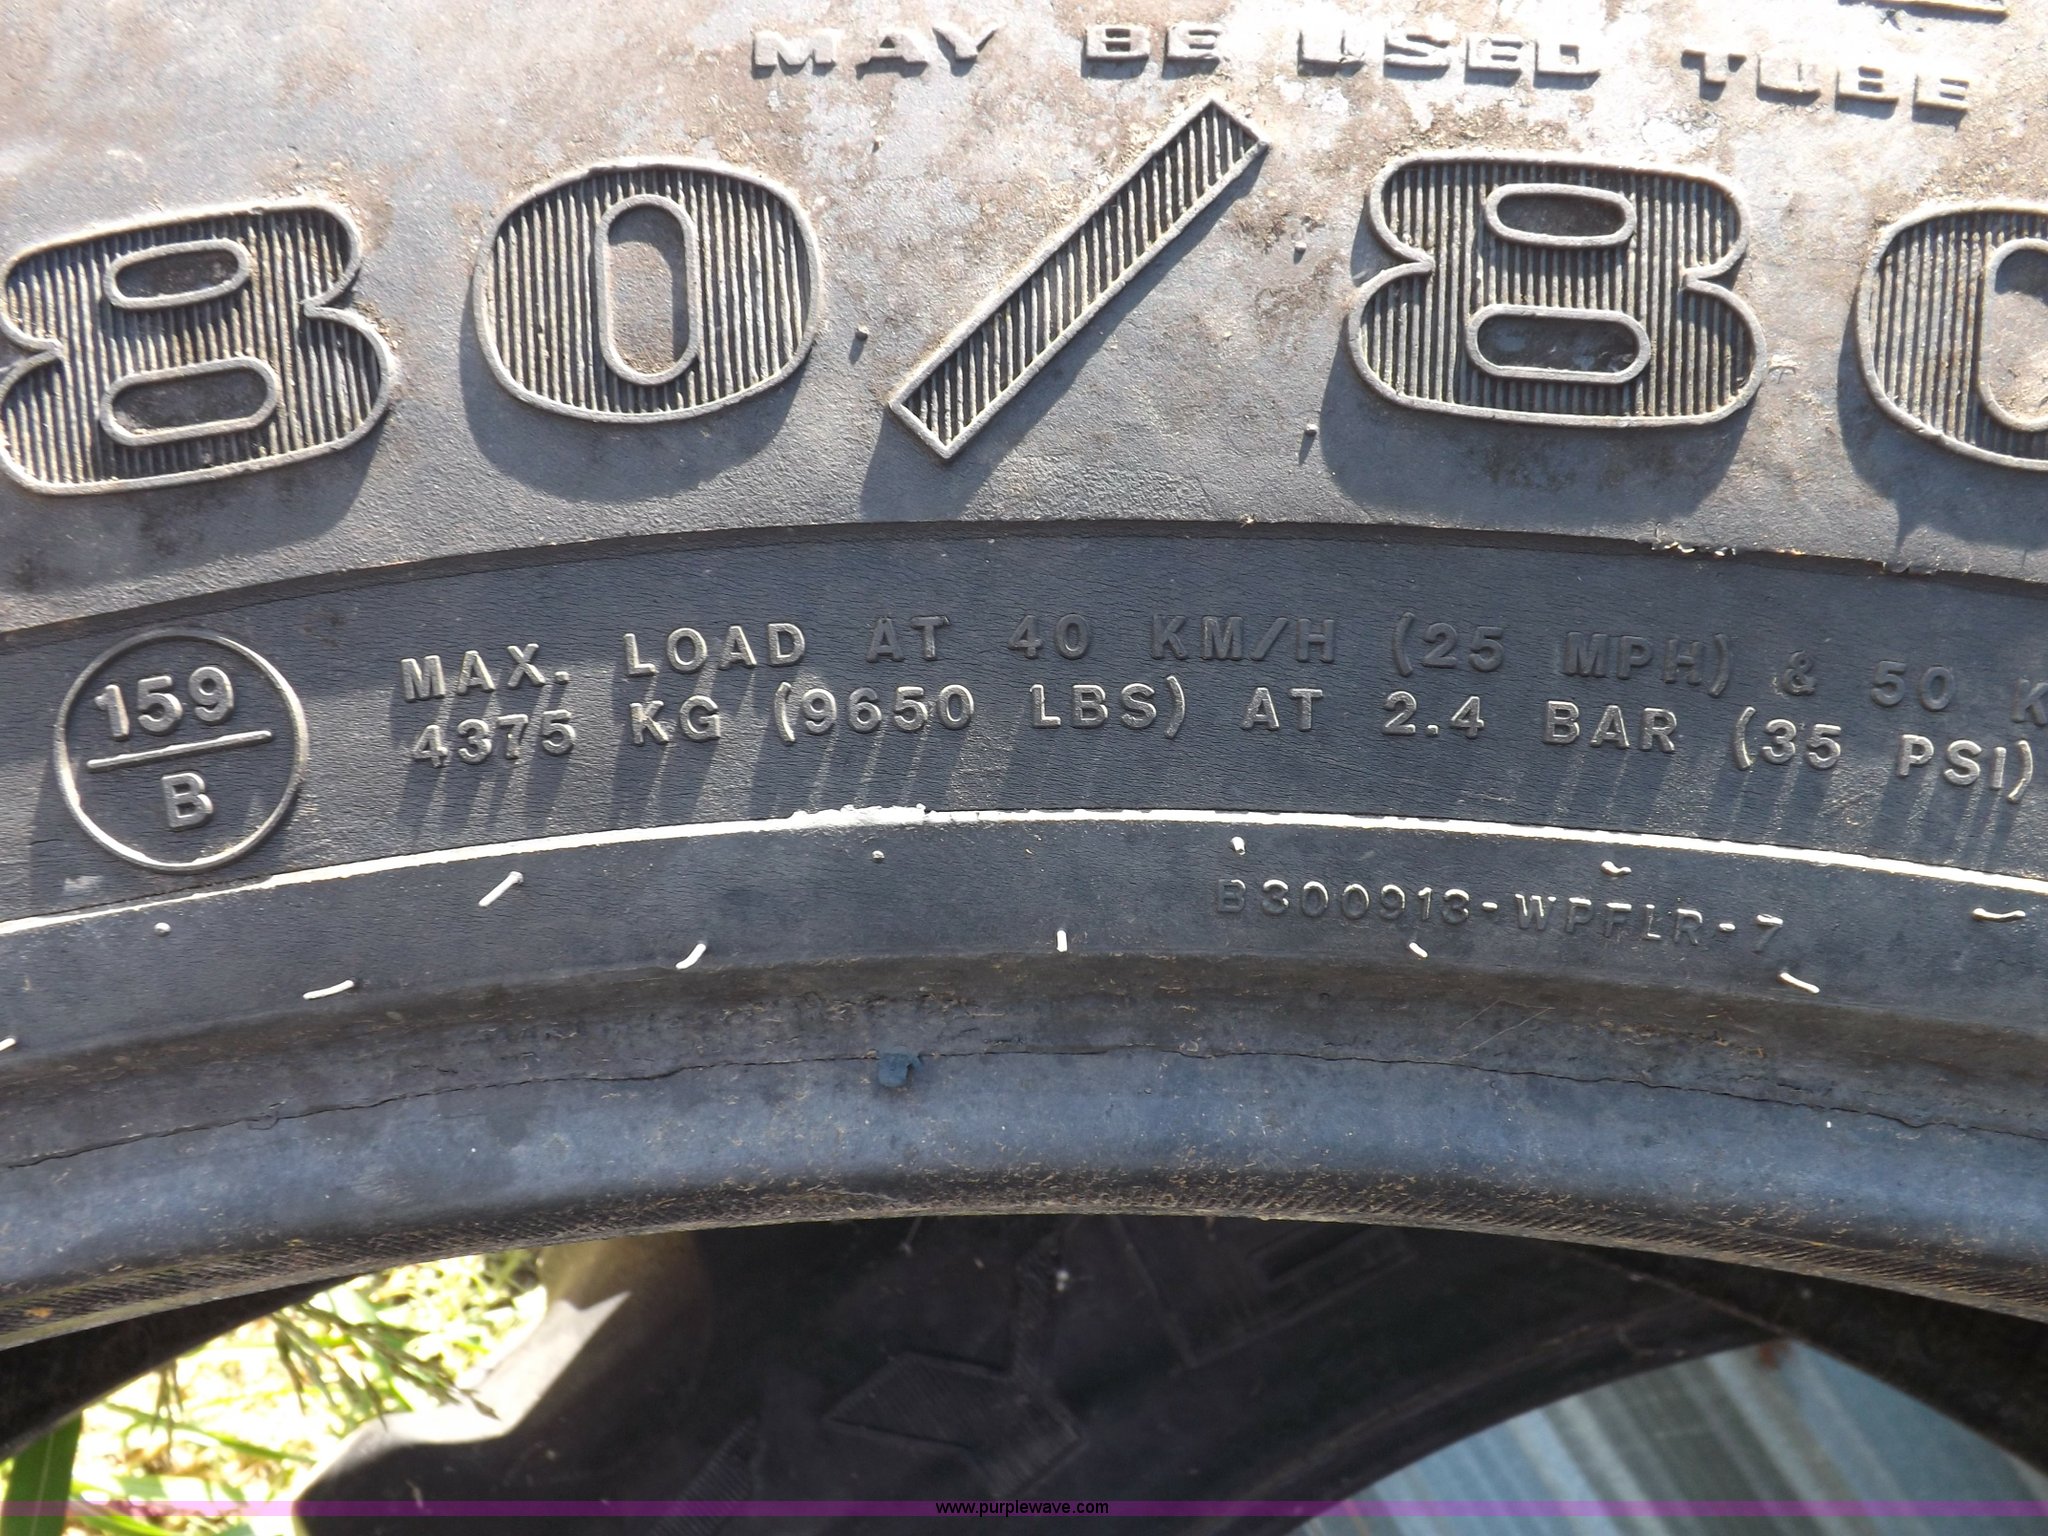 MAY BE USED TUBE
80/80
159
B
MAX. LOAD AT 40 KM/H (25 MPH) & 50 K
4375 KG (9650 LBS) AT 2.4 BAR (35 PSI)
B300913-WPFLR-7
www.purplewave.com